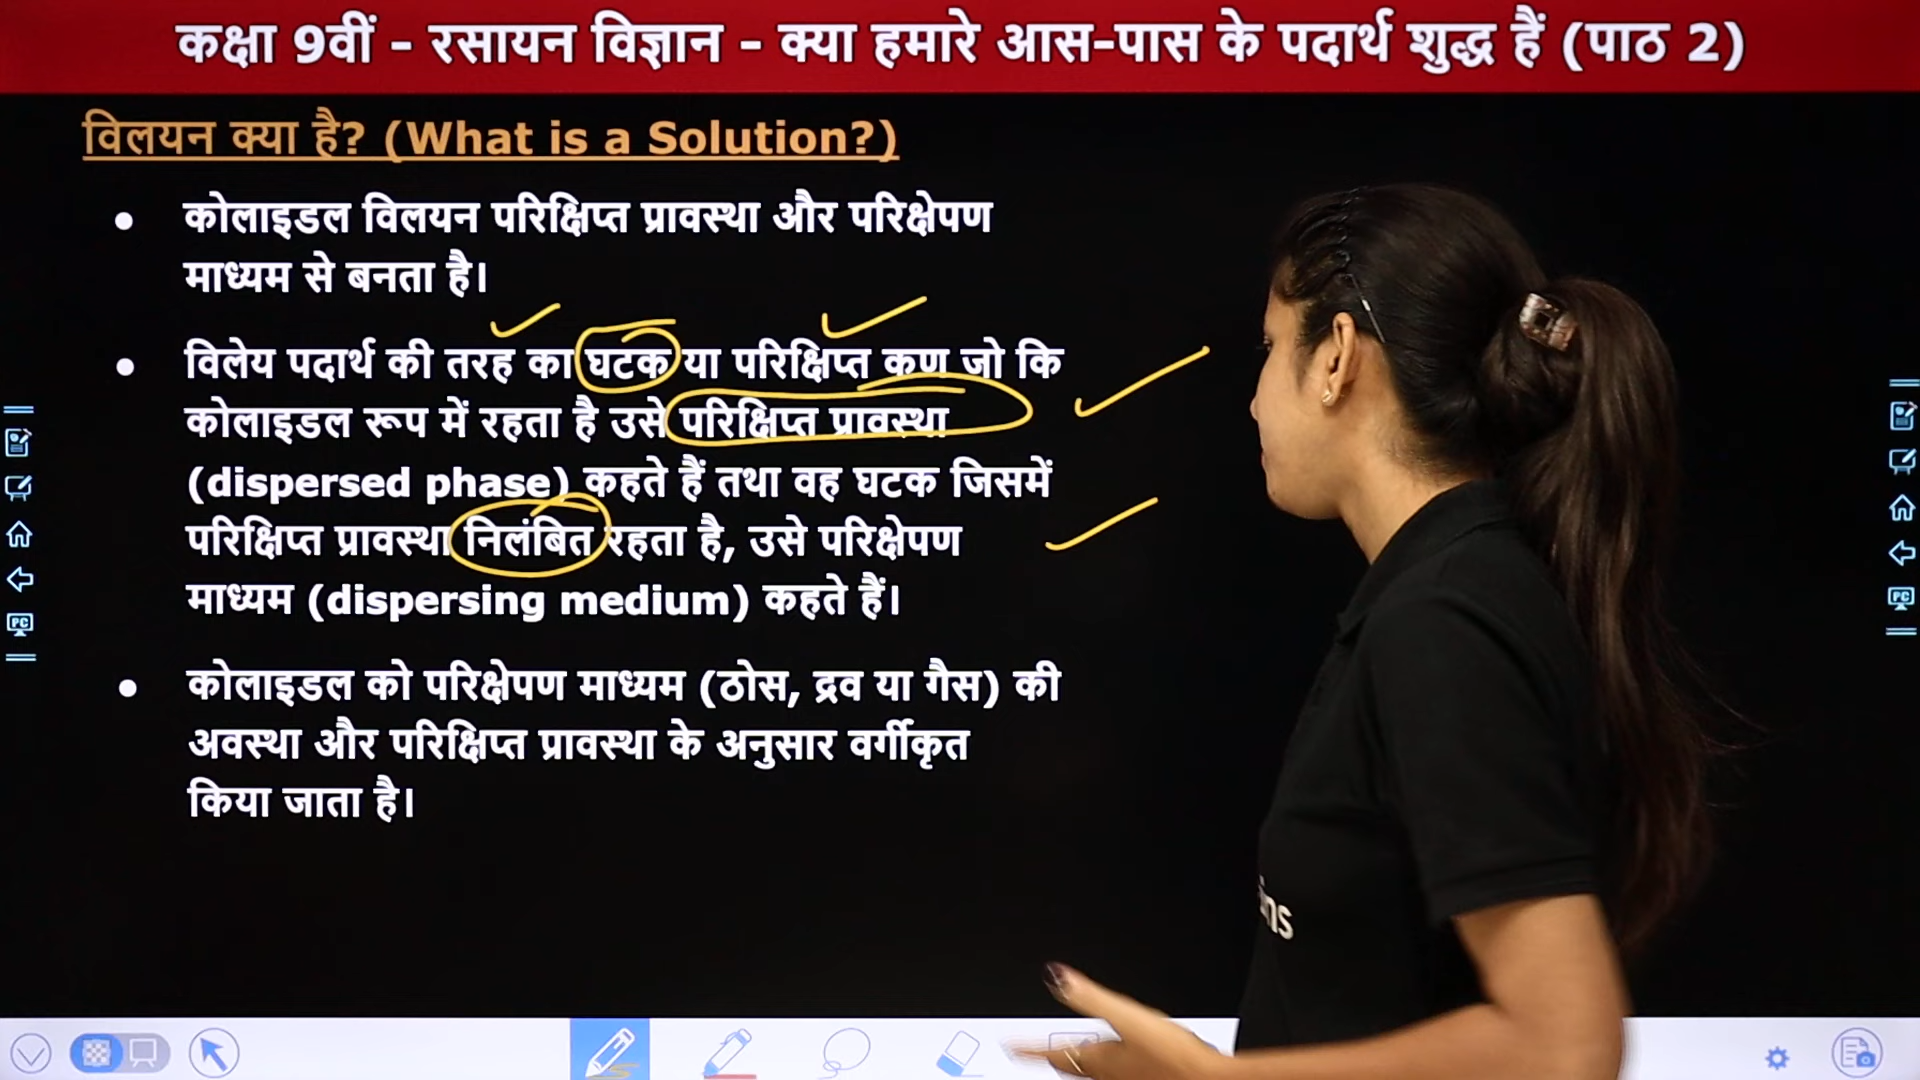 कक्षा 9वीं - रसायन विज्ञान - क्या हमारे आस-पास के पदार्थ शुद्ध हैं (पाठ 2)
विलयन क्या है? (What is a Solution?)
• कोलाइडल विलयन परिक्षिप्त प्रावस्था और परिक्षेपण
माध्यम से बनता है।
• विलेय पदार्थ की तरह का घटक या परिक्षिप्त कण जो कि
कोलाइडल रूप में रहता है उसे परिक्षिप्त प्रावस्था
(dispersed phase) कहते हैं तथा वह घटक जिसमें
परिक्षिप्त प्रावस्था निलंबित रहता है, उसे परिक्षेपण
माध्यम (dispersing medium) कहते हैं।
• कोलाइडल को परिक्षेपण माध्यम (ठोस, द्रव या गैस) की
अवस्था और परिक्षिप्त प्रावस्था के अनुसार वर्गीकृत
किया जाता है।
PC
PC